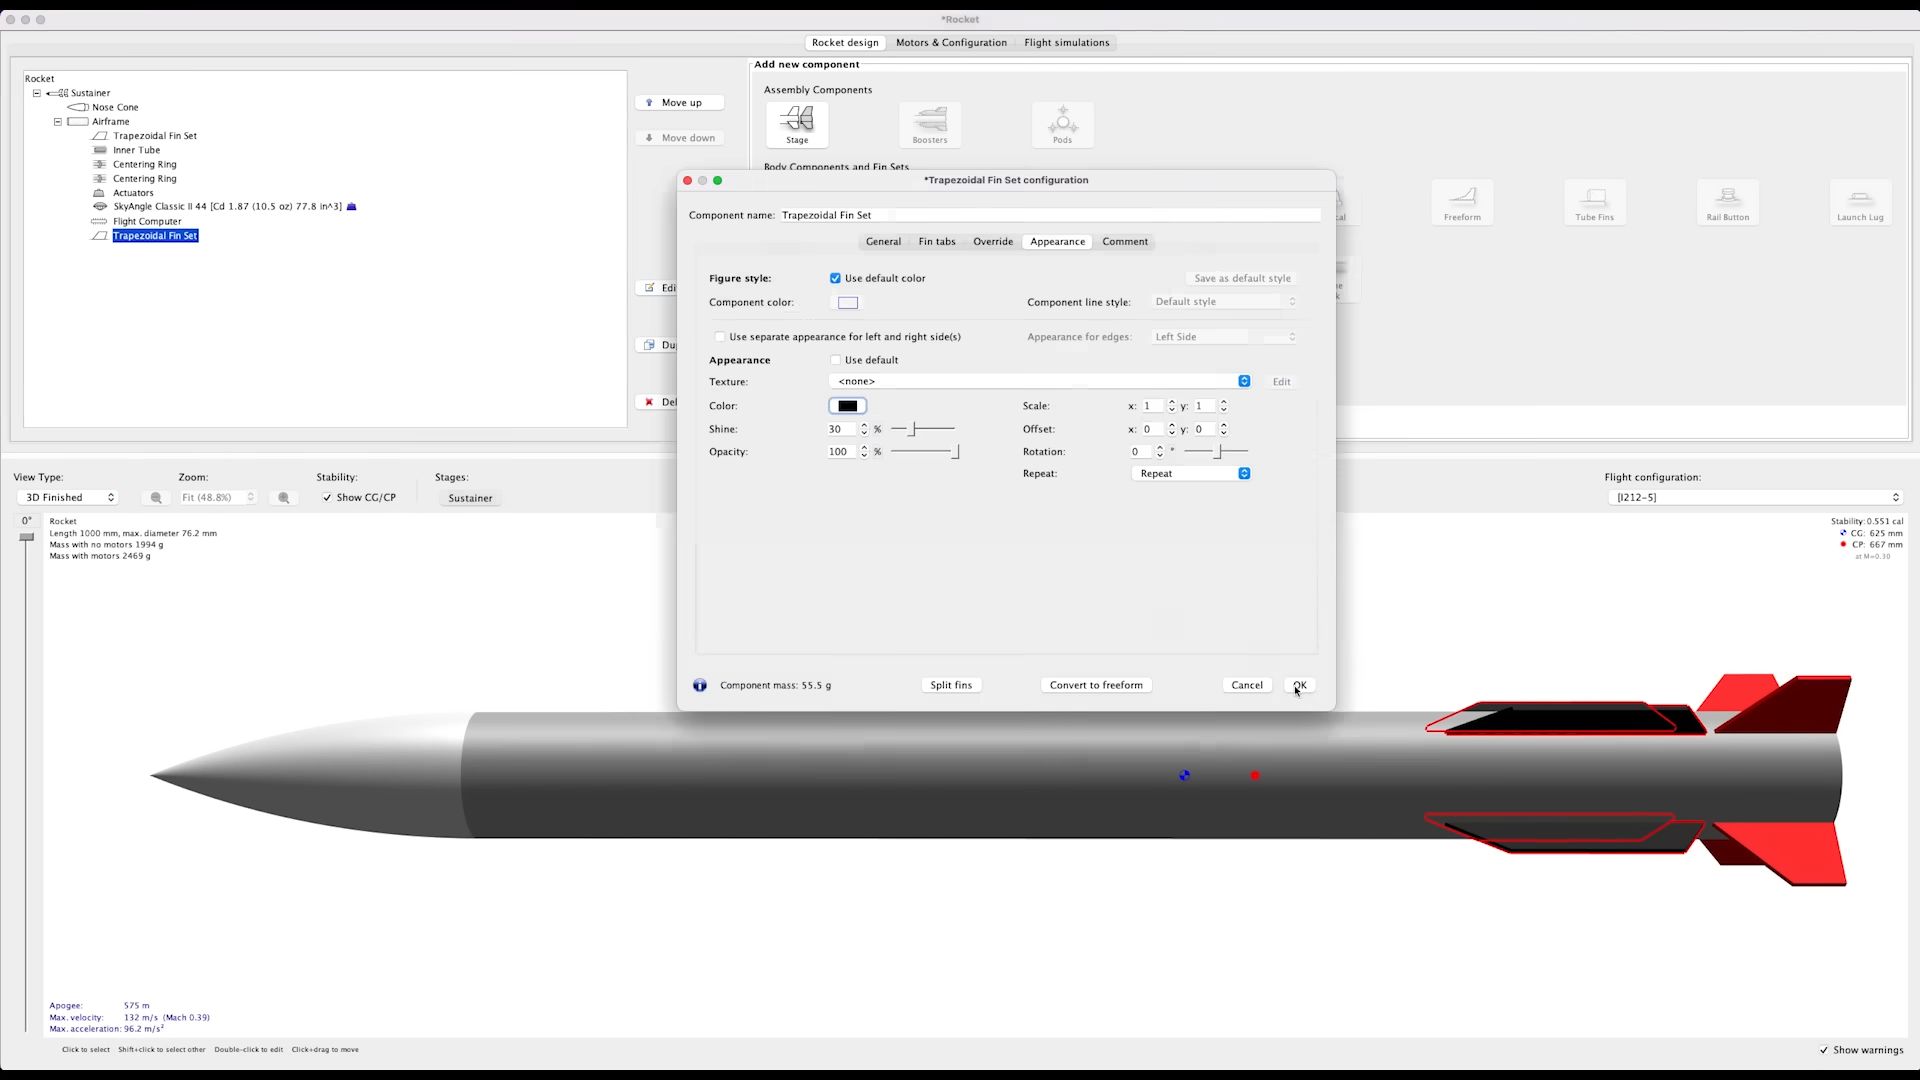 *Rocket
Rocket design Motors & Configuration Flight simulations
Rocket
Sustainer
Nose Cone
Airframe
Trapezoidal Fin Set
Inner Tube
Centering Ring
Centering Ring
Actuators
SkyAngle Classic II 44 [Cd 1.87 (10.5 oz) 77.8 in^3]
Flight Computer
Trapezoidal Fin Set
Move up
Move down
Edi
Du
Del
Add new component
Assembly Components
Stage Boosters Pods
Body Components and Fin Sets
Freeform Tube Fins Rail Button Launch Lug
*Trapezoidal Fin Set configuration
Component name: Trapezoidal Fin Set
General Fin tabs Override Appearance Comment
Figure style: Use default color Save as default style
Component color: Component line style: Default style
Use separate appearance for left and right side(s) Appearance for edges: Left Side
Appearance Use default
Texture: <none> Edit
Color: Scale: x: 1 y: 1
Shine: 30 % Offset: x: 0 y: 0
Opacity: 100 % Rotation: 0 °
Repeat: Repeat
Component mass: 55.5 g Split fins Convert to freeform Cancel OK
View Type: Zoom: Stability: Stages: Flight configuration:
3D Finished Fit (48.8%) Show CG/CP Sustainer [I212-5]
0°
Rocket
Length 1000 mm, max. diameter 76.2 mm
Mass with no motors 1994 g
Mass with motors 2469 g
Stability: 0.551 cal
CG: 625 mm
CP: 667 mm
at M=0.30
Apogee: 575 m
Max. velocity: 132 m/s (Mach 0.39)
Max. acceleration: 96.2 m/s²
Click to select Shift+click to select other Double-click to edit Click+drag to move Show warnings